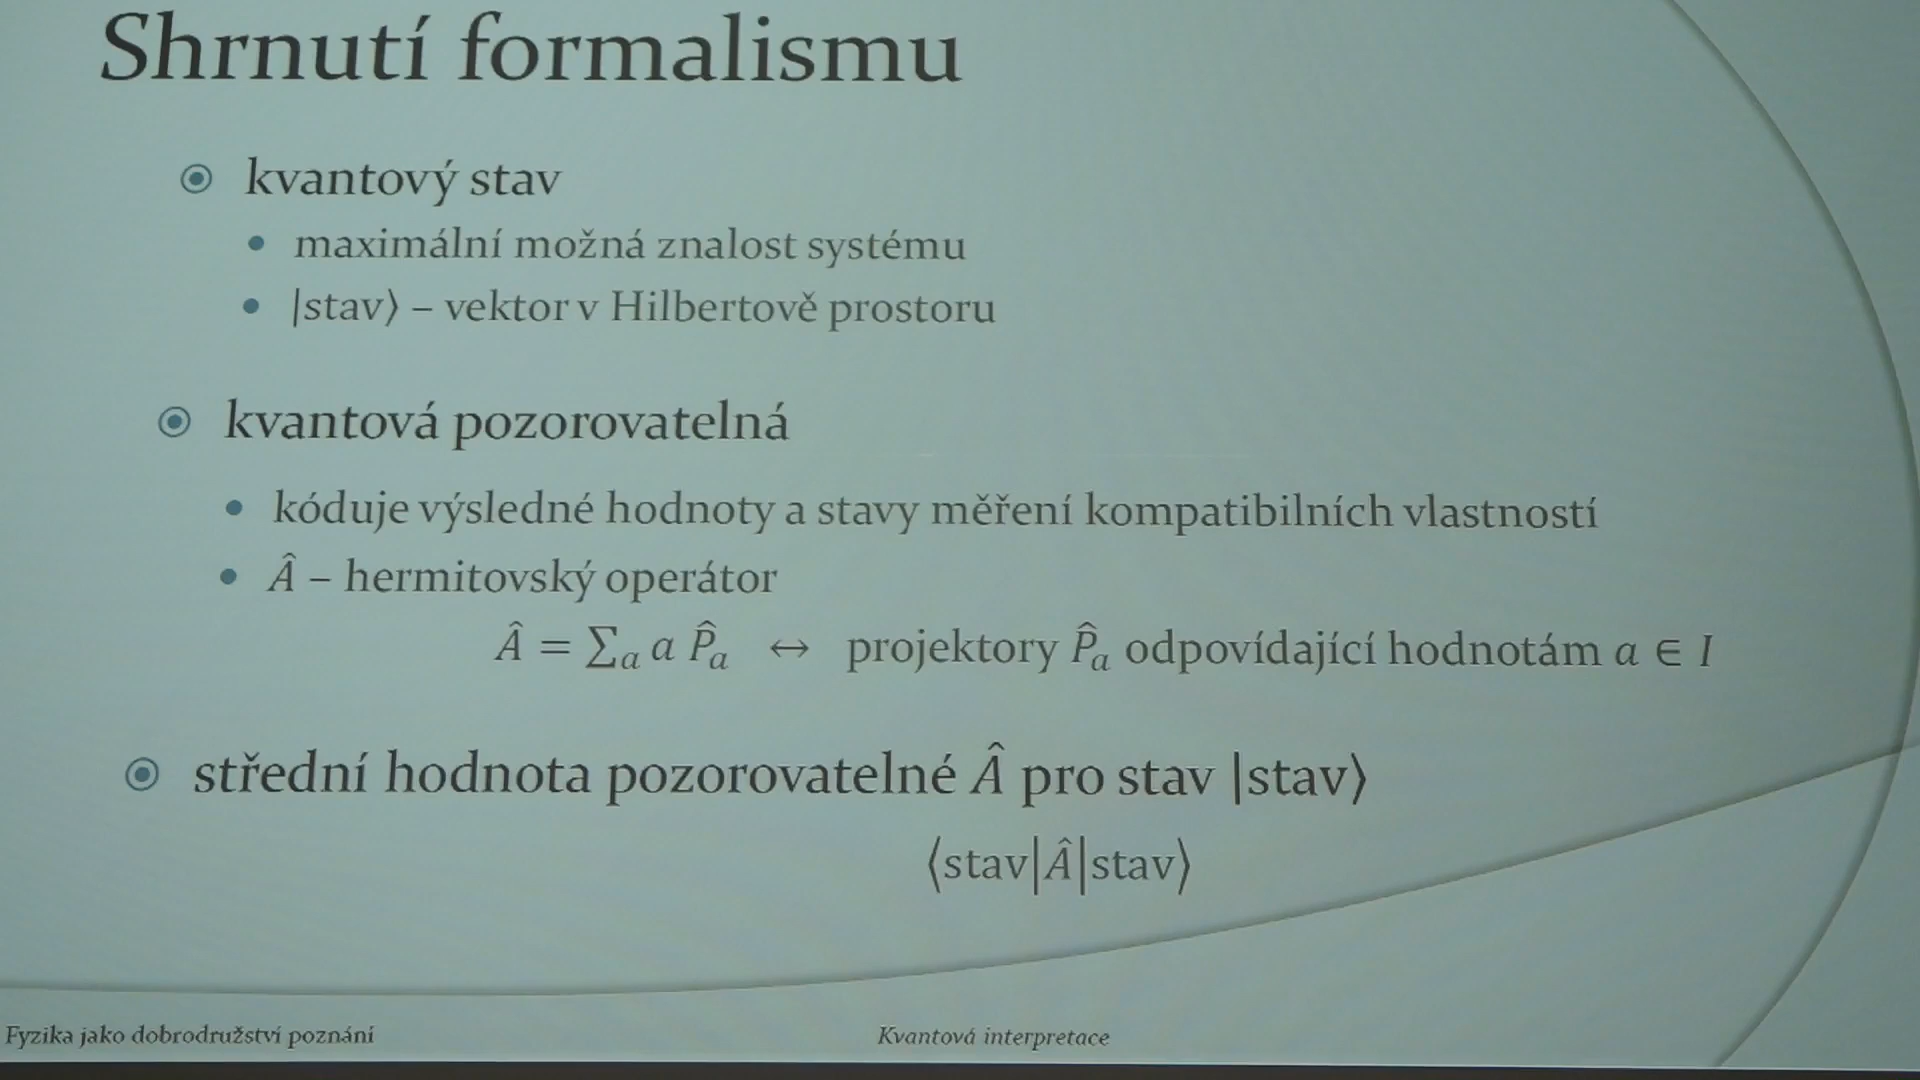 Shrnutí formalismu
kvantový stav
maximální možná znalost systému
|stav⟩ – vektor v Hilbertově prostoru
kvantová pozorovatelná
kóduje výsledné hodnoty a stavy měření kompatibilních vlastností
Â – hermitovský operátor
Â = ∑ₐ a P̂ₐ ↔ projektory P̂ₐ odpovídající hodnotám a ∈ I
střední hodnota pozorovatelné Â pro stav |stav⟩
⟨stav|Â|stav⟩
Fyzika jako dobrodružství poznání
Kvantová interpretace